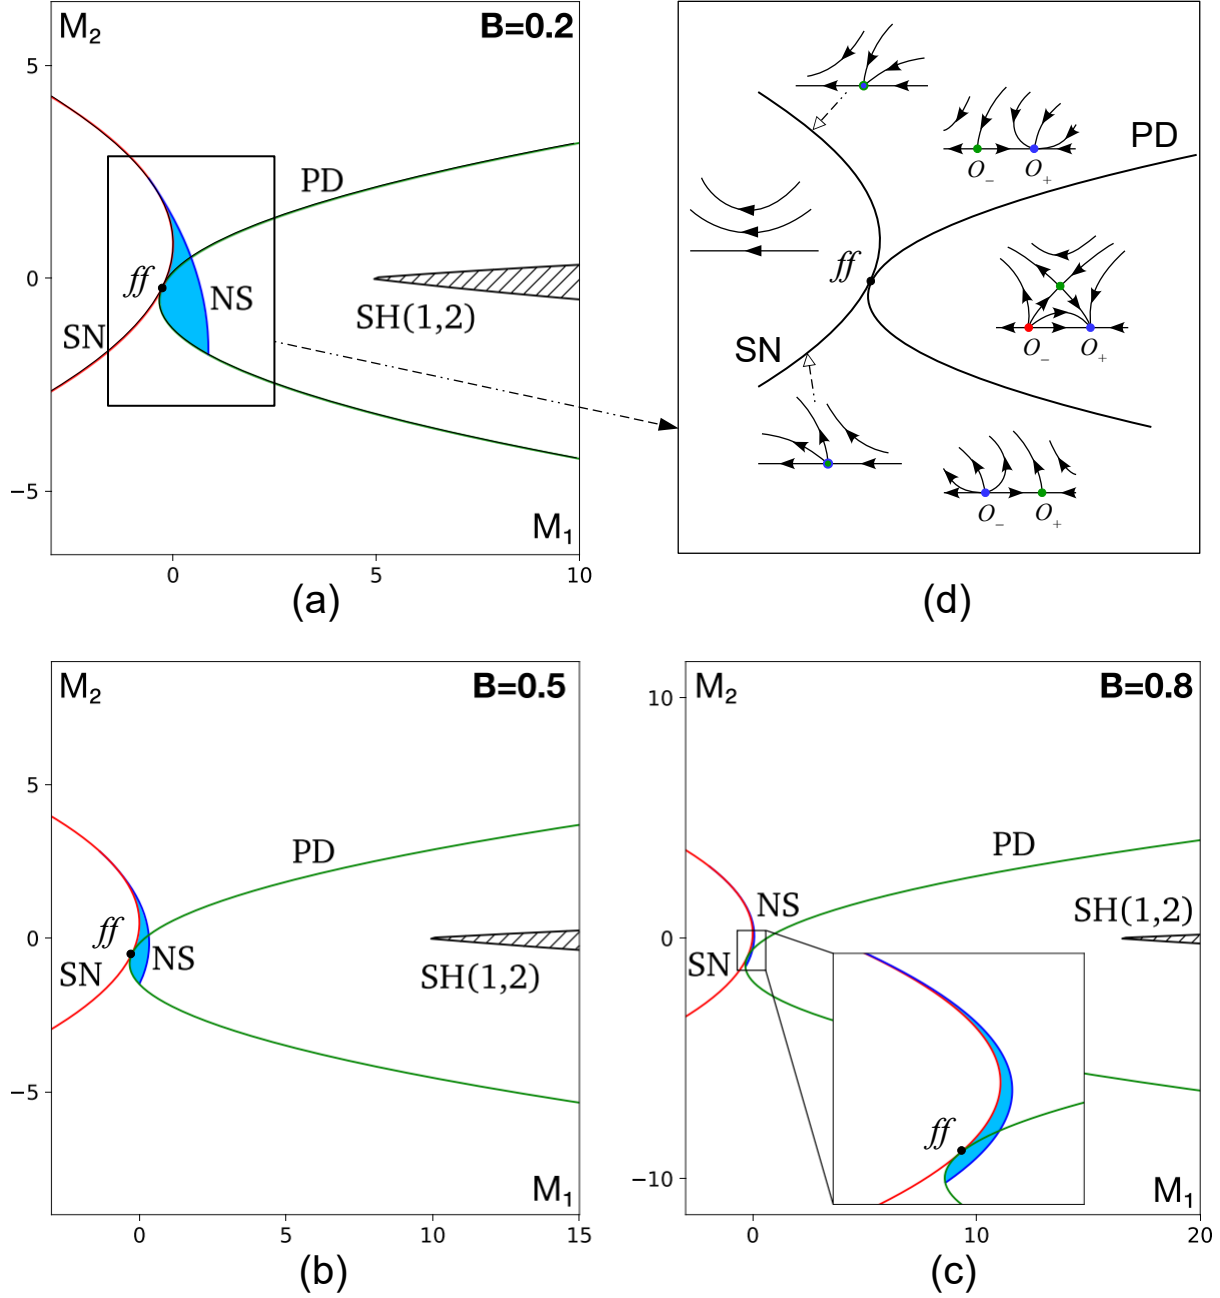 M₂
B=0.2
5
PD
0
ff
NS
SH(1,2)
SN
−5
M₁
0
5
10
(a)
PD
O₋
O₊
ff
O₋
O₊
SN
O₋
O₊
(d)
M₂
B=0.5
5
PD
ff
0
NS
SN
SH(1,2)
−5
M₁
0
5
10
15
(b)
M₂
B=0.8
10
PD
NS
SH(1,2)
0
SN
ff
−10
M₁
0
10
20
(c)